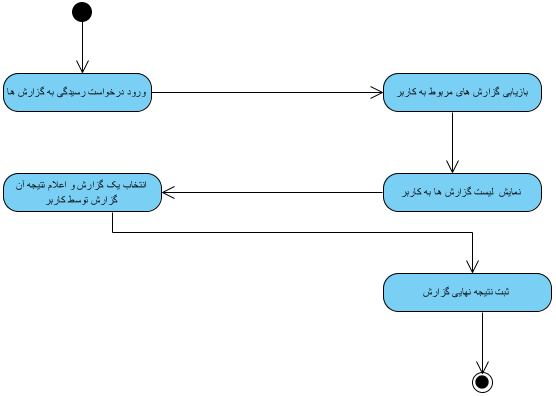 ورود درخواست رسیدگی به گزارش ها
بازیابی گزارش های مربوط به کاربر
نمایش لیست گزارش ها به کاربر
انتخاب یک گزارش و اعلام نتیجه آن
گزارش توسط کاربر
ثبت نتیجه نهایی گزارش